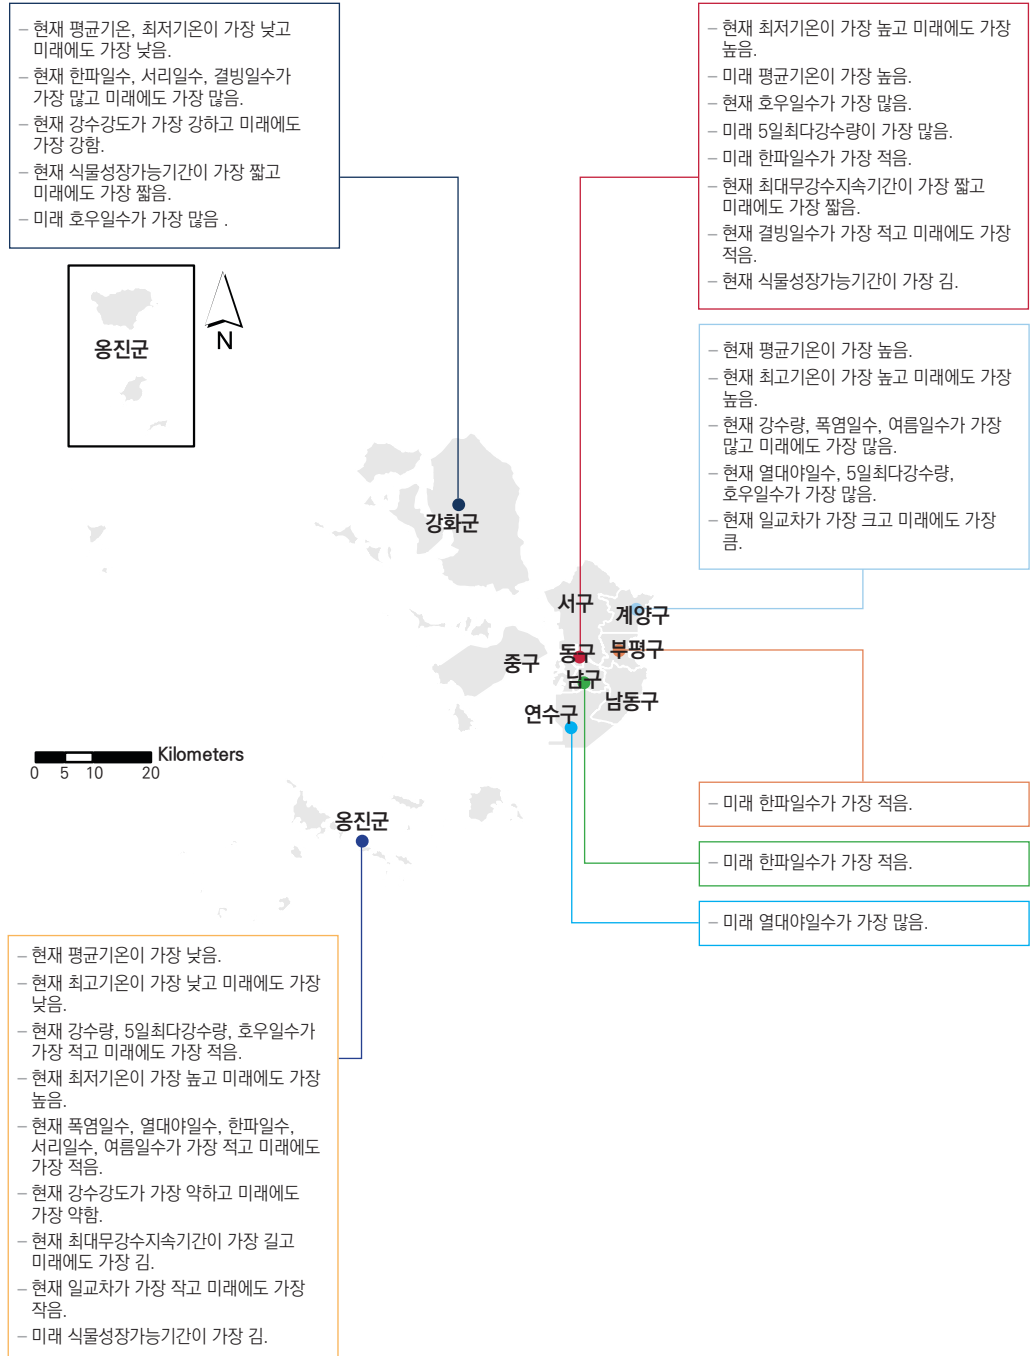 – 현재 평균기온, 최저기온이 가장 낮고
미래에도 가장 낮음.
– 현재 한파일수, 서리일수, 결빙일수가
가장 많고 미래에도 가장 많음.
– 현재 강수강도가 가장 강하고 미래에도
가장 강함.
– 현재 식물성장가능기간이 가장 짧고
미래에도 가장 짧음.
– 미래 호우일수가 가장 많음 .
– 현재 최저기온이 가장 높고 미래에도 가장
높음.
– 미래 평균기온이 가장 높음.
– 현재 호우일수가 가장 많음.
– 미래 5일최다강수량이 가장 많음.
– 미래 한파일수가 가장 적음.
– 현재 최대무강수지속기간이 가장 짧고
미래에도 가장 짧음.
– 현재 결빙일수가 가장 적고 미래에도 가장
적음.
– 현재 식물성장가능기간이 가장 김.
옹진군
N
– 현재 평균기온이 가장 높음.
– 현재 최고기온이 가장 높고 미래에도 가장
높음.
– 현재 강수량, 폭염일수, 여름일수가 가장
많고 미래에도 가장 많음.
– 현재 열대야일수, 5일최다강수량,
호우일수가 가장 많음.
– 현재 일교차가 가장 크고 미래에도 가장
큼.
강화군
서구
계양구
동구
부평구
중구
남구
남동구
연수구
Kilometers
0 5 10 20
옹진군
– 미래 한파일수가 가장 적음.
– 미래 한파일수가 가장 적음.
– 미래 열대야일수가 가장 많음.
– 현재 평균기온이 가장 낮음.
– 현재 최고기온이 가장 낮고 미래에도 가장
낮음.
– 현재 강수량, 5일최다강수량, 호우일수가
가장 적고 미래에도 가장 적음.
– 현재 최저기온이 가장 높고 미래에도 가장
높음.
– 현재 폭염일수, 열대야일수, 한파일수,
서리일수, 여름일수가 가장 적고 미래에도
가장 적음.
– 현재 강수강도가 가장 약하고 미래에도
가장 약함.
– 현재 최대무강수지속기간이 가장 길고
미래에도 가장 김.
– 현재 일교차가 가장 작고 미래에도 가장
작음.
– 미래 식물성장가능기간이 가장 김.